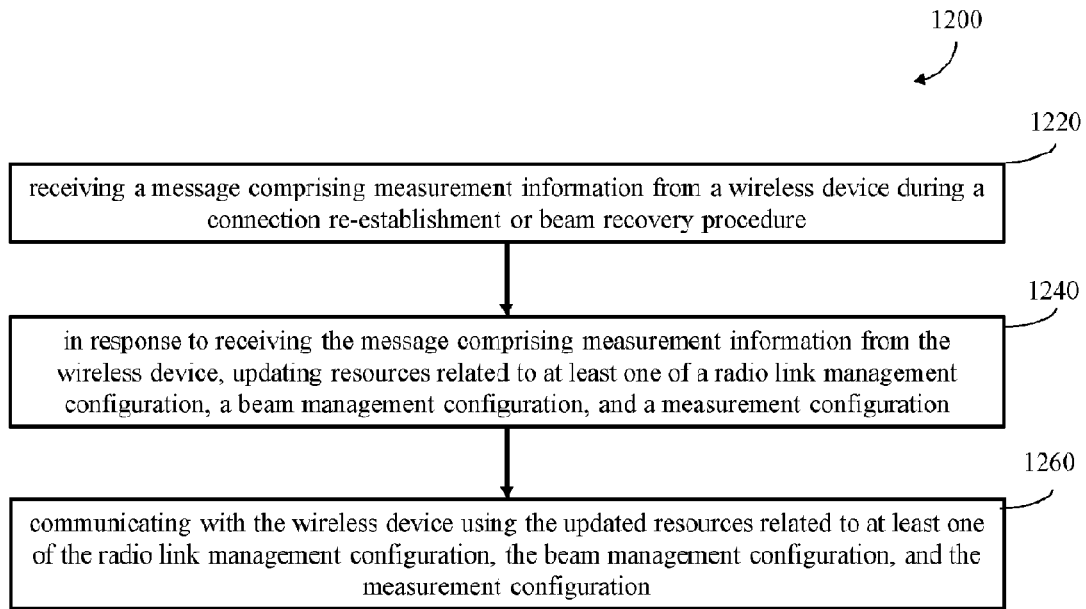 1200
1220
receiving a message comprising measurement information from a wireless device during a
connection re-establishment or beam recovery procedure
1240
in response to receiving the message comprising measurement information from the
wireless device, updating resources related to at least one of a radio link management
configuration, a beam management configuration, and a measurement configuration
1260
communicating with the wireless device using the updated resources related to at least one
of the radio link management configuration, the beam management configuration, and the
measurement configuration